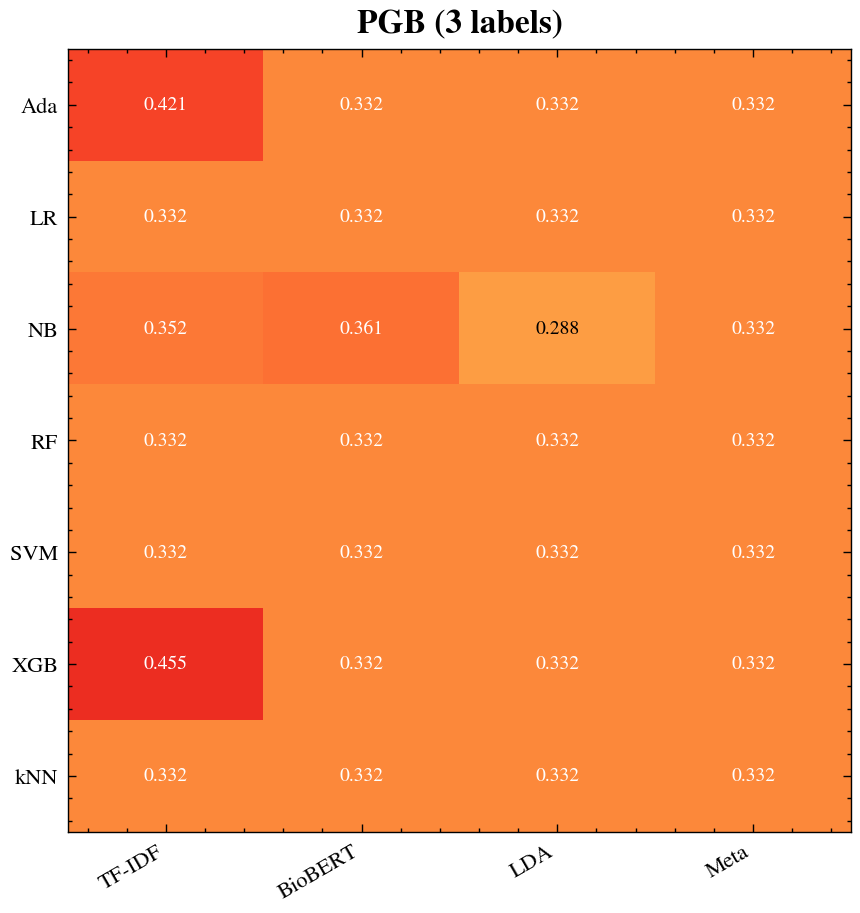 PGB (3 labels)
Ada 0.421 0.332 0.332 0.332
LR 0.332 0.332 0.332 0.332
NB 0.352 0.361 0.288 0.332
RF 0.332 0.332 0.332 0.332
SVM 0.332 0.332 0.332 0.332
XGB 0.455 0.332 0.332 0.332
kNN 0.332 0.332 0.332 0.332
TF-IDF BioBERT LDA Meta